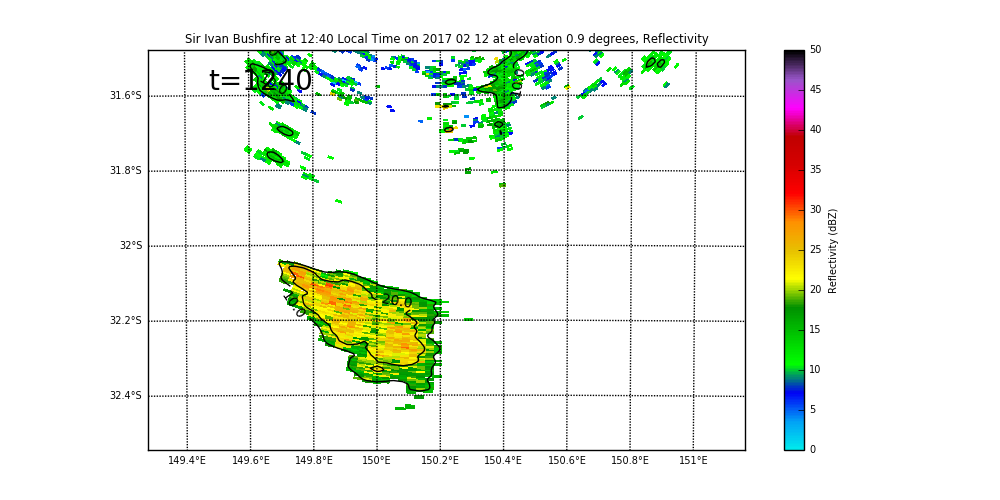 Sir Ivan Bushfire at 12:40 Local Time on 2017 02 12 at elevation 0.9 degrees, Reflectivity
t=1240
31.6°S
31.8°S
32°S
32.2°S
32.4°S
20.0
149.4°E 149.6°E 149.8°E 150°E 150.2°E 150.4°E 150.6°E 150.8°E 151°E
50
45
40
35
30
25
20
15
10
5
0
Reflectivity (dBZ)